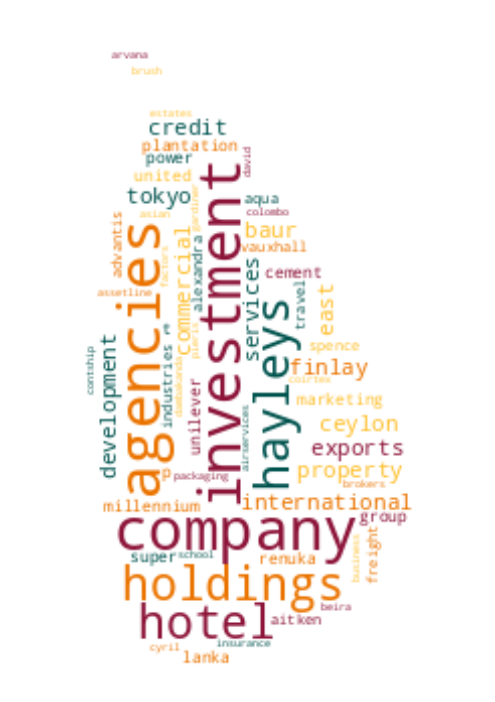 arvana
brush
estates
credit
plantation
power
david
united
tokyo
aqua
asian
gardiner
colombo
advantis
baur
investment
agencies
commercial
alexandra
vauxhall
factors
services
cement
assetline
travel
east
hayleys
industries
development
contship
spence
finlay
unilever
marketing
airservices
ceylon
exports
packaging
property
p
brokers
millennium
international
company
group
super
school
renuka
business
freight
holdings
hotel
beira
aitken
insurance
cyril
lanka